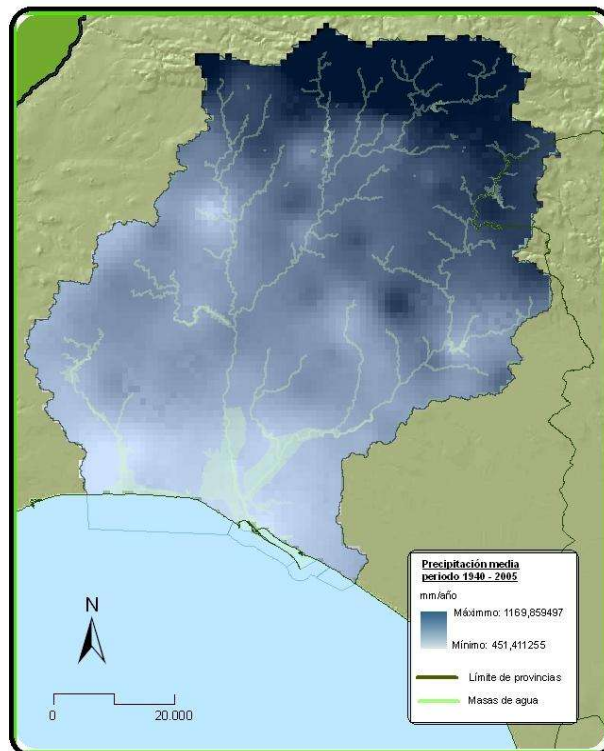 Precipitación media
periodo 1940 - 2005
mm/año
Máximmo: 1169,859497
Mínimo: 451,411255
Límite de provincias
Masas de agua
N
0 20.000